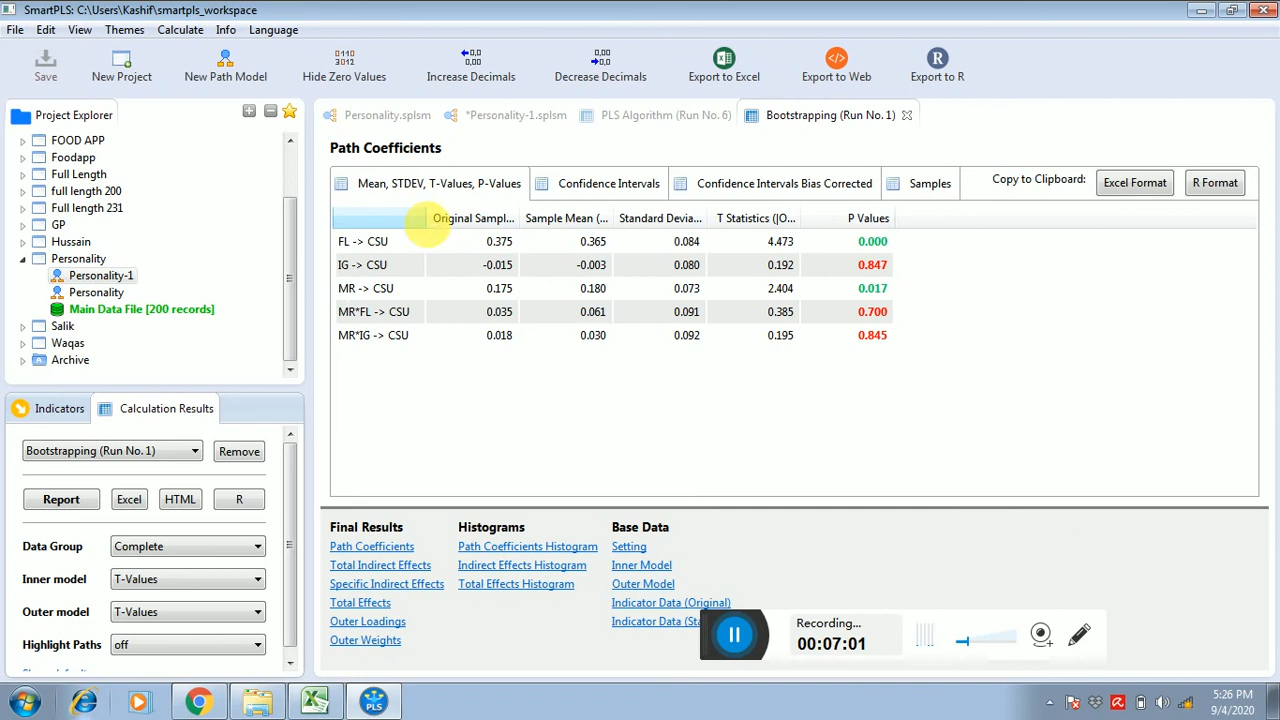 SmartPLS: C:\Users\Kashif\smartpls_workspace
File Edit View Themes Calculate Info Language
Save New Project New Path Model Hide Zero Values Increase Decimals Decrease Decimals Export to Excel Export to Web Export to R
Project Explorer
FOOD APP
Foodapp
Full Length
full length 200
Full length 231
GP
Hussain
Personality
Personality-1
Personality
Main Data File [200 records]
Salik
Waqas
Archive
Indicators Calculation Results
Bootstrapping (Run No. 1) Remove
Report Excel HTML R
Data Group Complete
Inner model T-Values
Outer model T-Values
Highlight Paths off
Personality.splsm *Personality-1.splsm PLS Algorithm (Run No. 6) Bootstrapping (Run No. 1)
Path Coefficients
Mean, STDEV, T-Values, P-Values Confidence Intervals Confidence Intervals Bias Corrected Samples Copy to Clipboard: Excel Format R Format
Original Sampl... Sample Mean (... Standard Devia... T Statistics (|O... P Values
FL -> CSU 0.375 0.365 0.084 4.473 0.000
IG -> CSU -0.015 -0.003 0.080 0.192 0.847
MR -> CSU 0.175 0.180 0.073 2.404 0.017
MR*FL -> CSU 0.035 0.061 0.091 0.385 0.700
MR*IG -> CSU 0.018 0.030 0.092 0.195 0.845
Final Results Histograms Base Data
Path Coefficients Path Coefficients Histogram Setting
Total Indirect Effects Indirect Effects Histogram Inner Model
Specific Indirect Effects Total Effects Histogram Outer Model
Total Effects Indicator Data (Original)
Outer Loadings Indicator Data (Sta
Outer Weights
Recording...
00:07:01
PLS
5:26 PM
9/4/2020